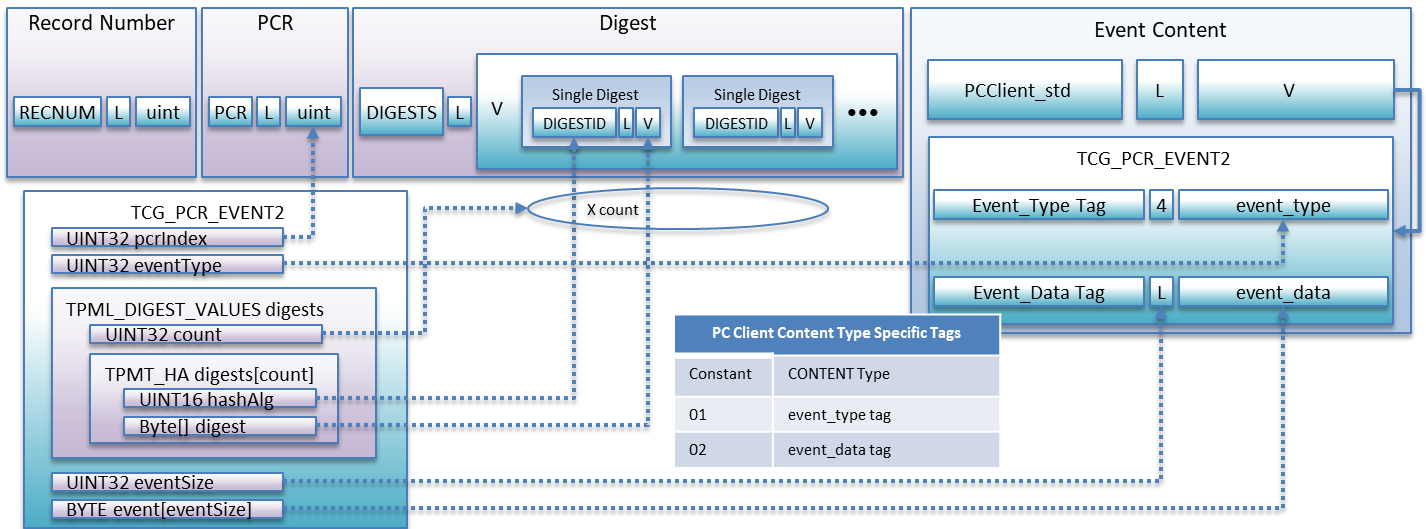 Record Number
RECNUM L uint
PCR
PCR L uint
Digest
DIGESTS L V
Single Digest
DIGESTID L V
Single Digest
DIGESTID L V
•••
Event Content
PCClient_std L V
TCG_PCR_EVENT2
Event_Type Tag 4 event_type
Event_Data Tag L event_data
X count
TCG_PCR_EVENT2
UINT32 pcrIndex
UINT32 eventType
TPML_DIGEST_VALUES digests
UINT32 count
TPMT_HA digests[count]
UINT16 hashAlg
Byte[] digest
UINT32 eventSize
BYTE event[eventSize]
PC Client Content Type Specific Tags
Constant CONTENT Type
01 event_type tag
02 event_data tag